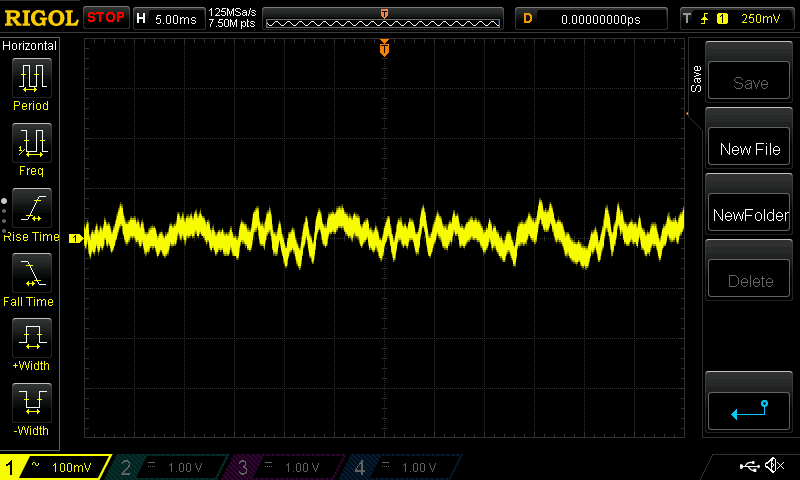 RIGOL STOP H 5.00ms 125MSa/s D 0.00000000ps T 1 250mV
7.50M pts
T
T
Horizontal
Save
Save
Period
New File
Freq
NewFolder
Rise Time
1
Delete
Fall Time
+Width
-Width
1 ~ 100mV 2 1.00 V 3 1.00 V 4 1.00 V